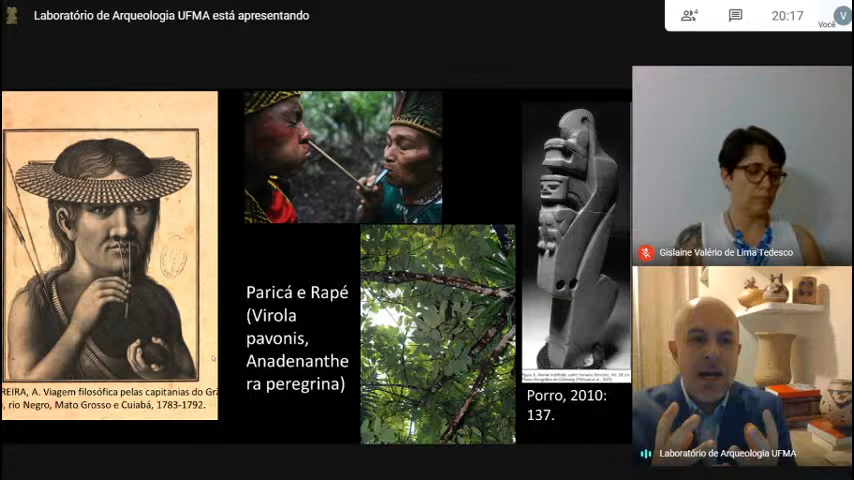 Laboratório de Arqueologia UFMA está apresentando
4
20:17
Você
V
Gislaine Valério de Lima Tedesco
Paricá e Rapé
(Virola
pavonis,
Anadenanthe
ra peregrina)
REIRA, A. Viagem filosófica pelas capitanias do Grã
, rio Negro, Mato Grosso e Cuiabá, 1783-1792.
Porro, 2010:
137.
Laboratório de Arqueologia UFMA